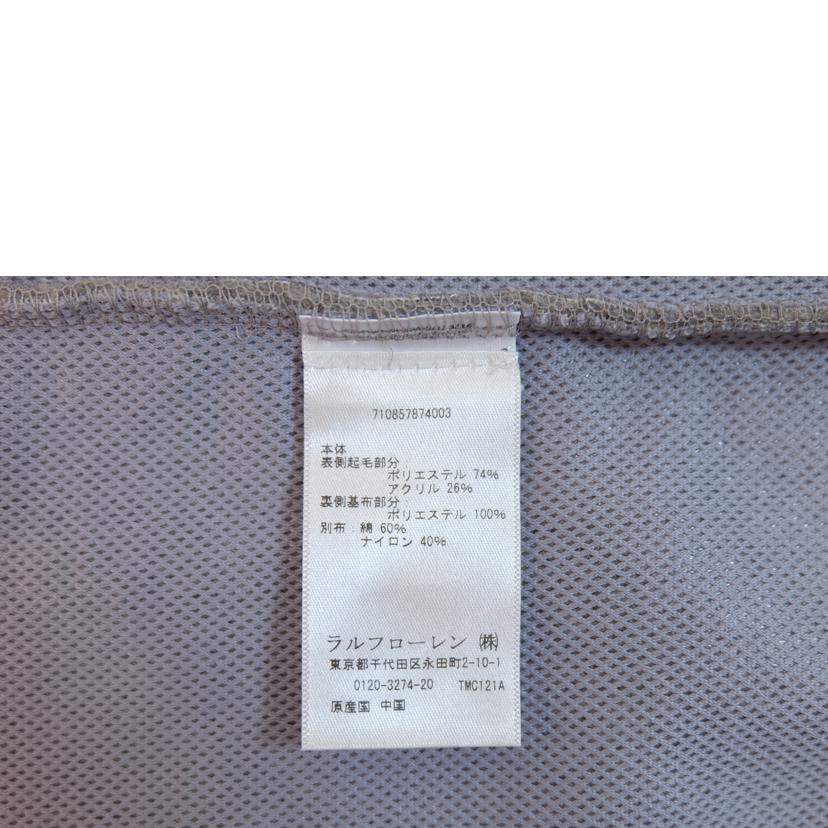 710857874003
本体
表側起毛部分
ポリエステル 74%
アクリル 26%
裏側基布部分:
ポリエステル 100%
別布:綿 60%
ナイロン 40%
ラルフローレン ㈱
東京都千代田区永田町2-10-1
0120-3274-20 TMC121A
原産国 中国